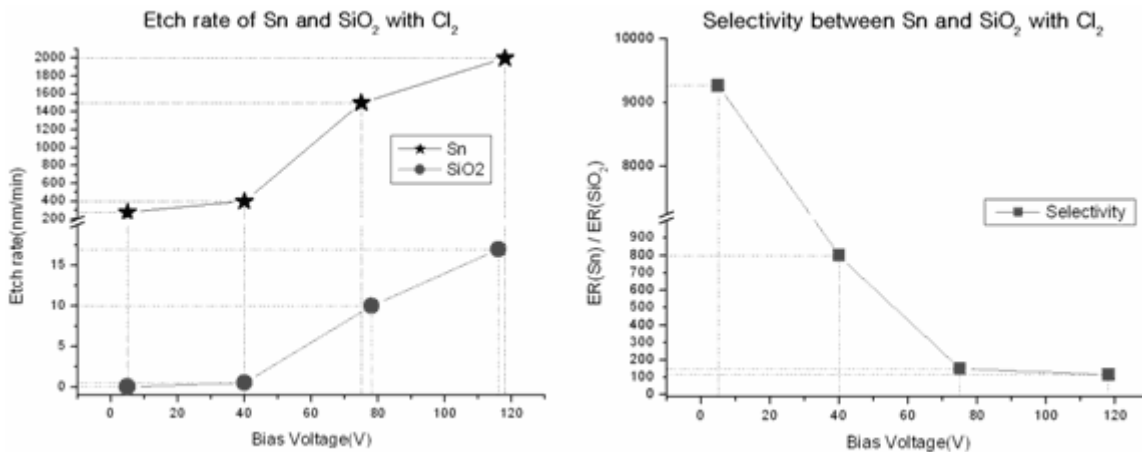 Etch rate of Sn and SiO₂ with Cl₂
2000
1800
1600
1400
1200
1000
800
600
400
200
15
10
5
0
Etch rate(nm/min)
Sn
SiO2
0 20 40 60 80 100 120
Bias Voltage(V)
Selectivity between Sn and SiO₂ with Cl₂
10000
9000
8000
900
800
700
600
500
400
300
200
100
0
ER(Sn) / ER(SiO₂)
Selectivity
0 20 40 60 80 100 120
Bias Voltage(V)